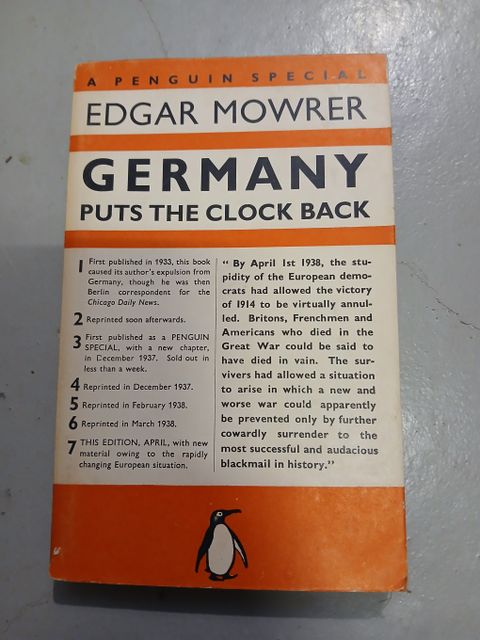 A PENGUIN SPECIAL
EDGAR MOWRER
GERMANY
PUTS THE CLOCK BACK
1 First published in 1933, this book
caused its author's expulsion from
Germany, though he was then
Berlin correspondent for the
Chicago Daily News.
2 Reprinted soon afterwards.
3 First published as a PENGUIN
SPECIAL, with a new chapter,
in December 1937. Sold out in
less than a week.
4 Reprinted in December 1937.
5 Reprinted in February 1938.
6 Reprinted in March 1938.
7 THIS EDITION, APRIL, with new
material owing to the rapidly
changing European situation.
" By April 1st 1938, the stu-
pidity of the European demo-
crats had allowed the victory
of 1914 to be virtually annul-
led. Britons, Frenchmen and
Americans who died in the
Great War could be said to
have died in vain. The sur-
vivers had allowed a situation
to arise in which a new and
worse war could apparently
be prevented only by further
cowardly surrender to the
most successful and audacious
blackmail in history."